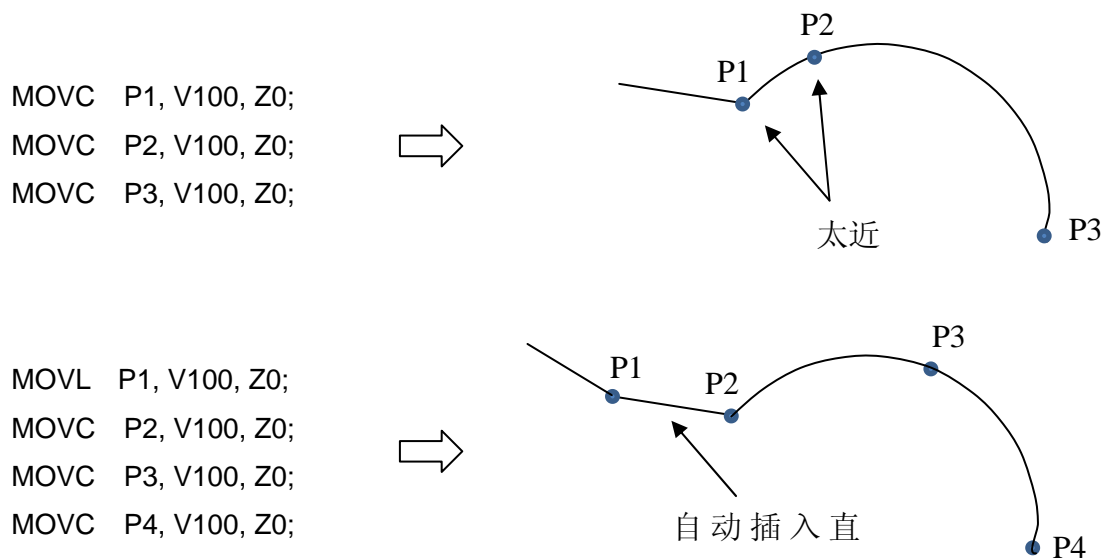 P2
P1
MOVC P1, V100, Z0;
MOVC P2, V100, Z0;
MOVC P3, V100, Z0;
太近
P3
P3
P1
P2
MOVL P1, V100, Z0;
MOVC P2, V100, Z0;
MOVC P3, V100, Z0;
MOVC P4, V100, Z0;
自动插入直
P4